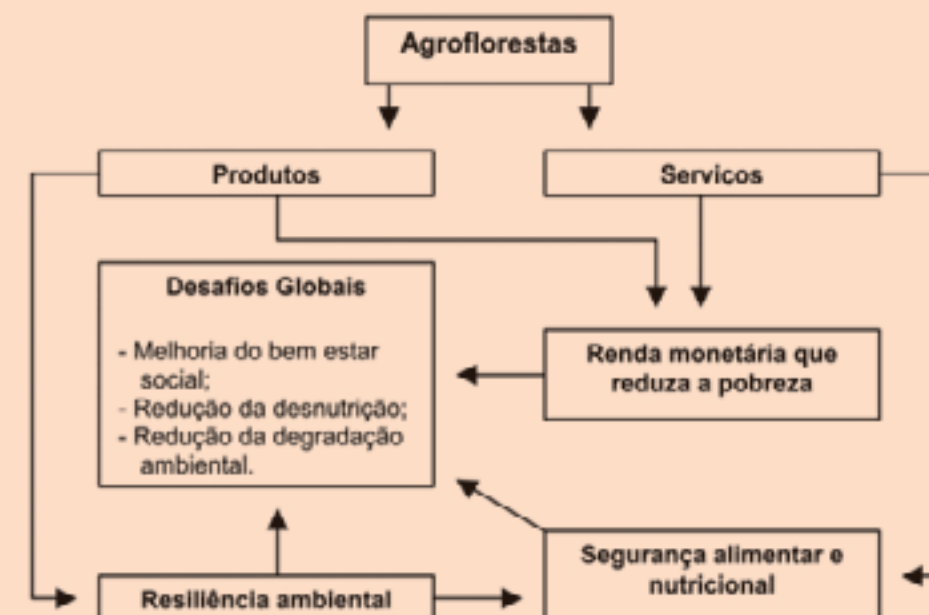 Agroflorestas
Produtos
Servicos
Desafios Globais
- Melhoria do bem estar
social;
- Redução da desnutrição;
- Redução da degradação
ambiental.
Renda monetária que
reduza a pobreza
Segurança alimentar e
nutricional
Resiliência ambiental